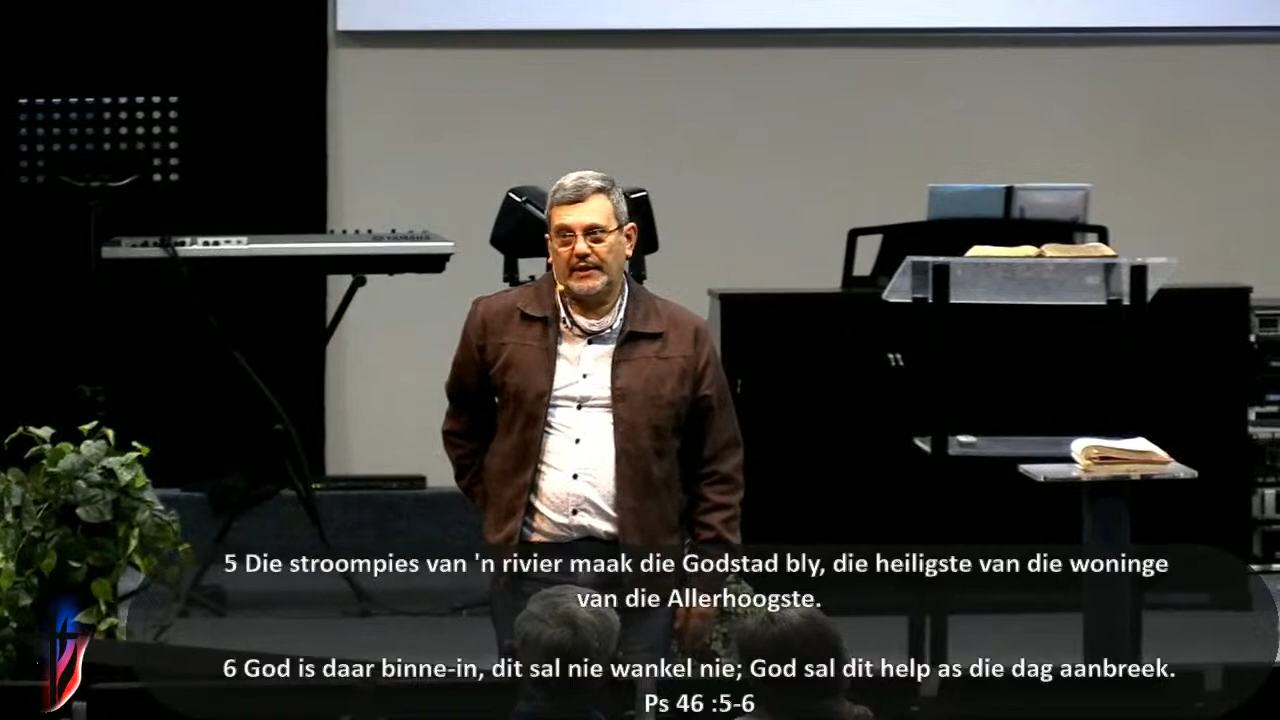 YAMAHA
5 Die stroompies van 'n rivier maak die Godstad bly, die heiligste van die woninge
van die Allerhoogste.
6 God is daar binne-in, dit sal nie wankel nie; God sal dit help as die dag aanbreek.
Ps 46 :5-6